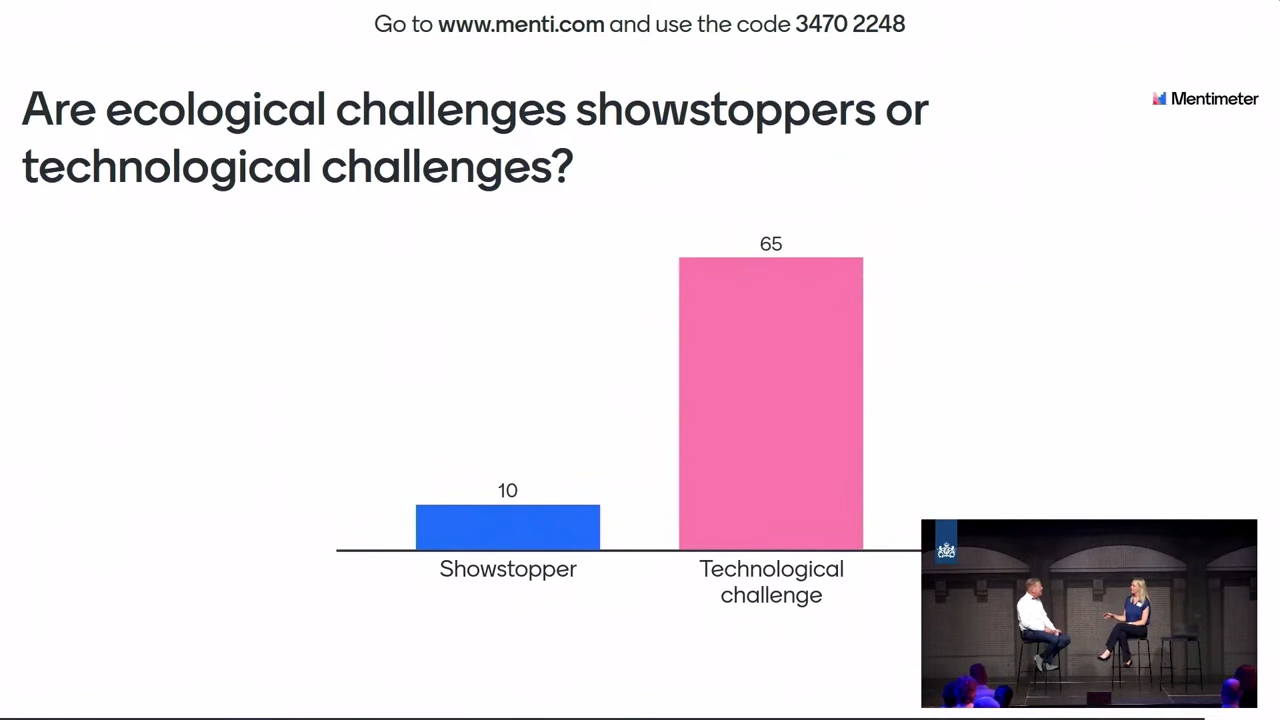 Go to www.menti.com and use the code 3470 2248
Are ecological challenges showstoppers or
technological challenges?
Mentimeter
65
10
Showstopper
Technological
challenge